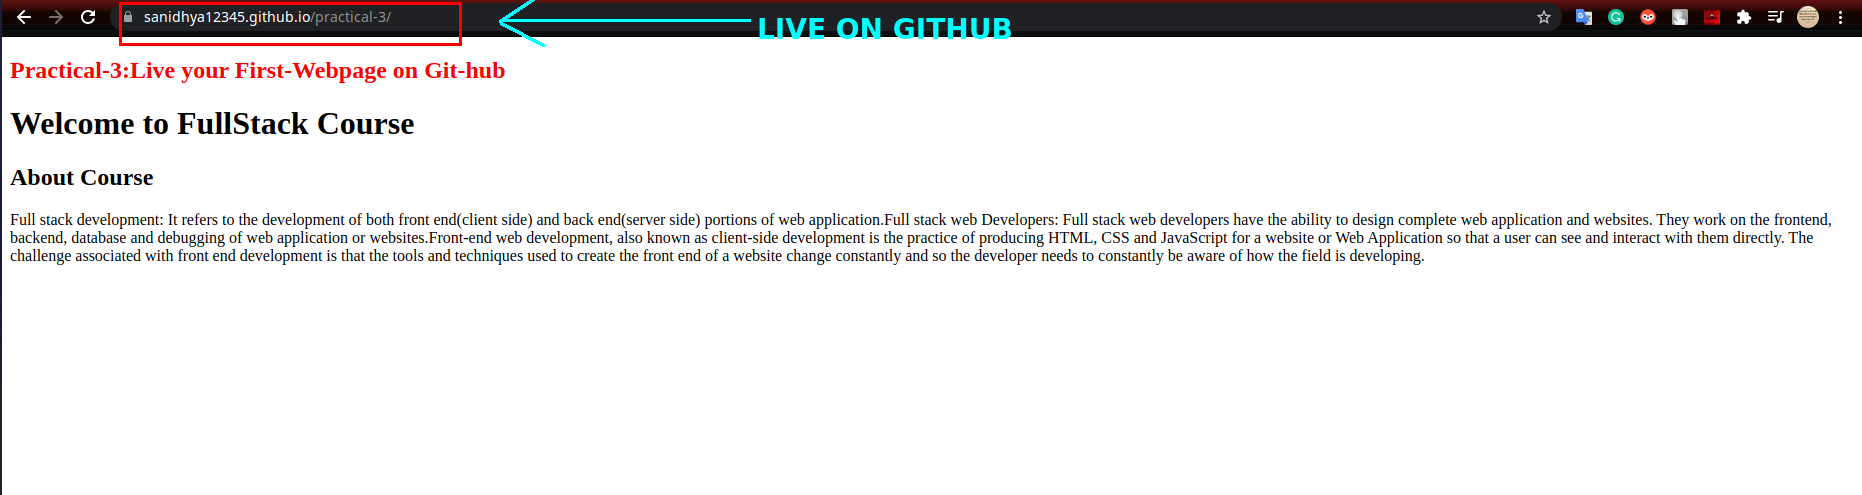 sanidhya12345.github.io/practical-3/
LIVE ON GITHUB
Practical-3:Live your First-Webpage on Git-hub
Welcome to FullStack Course
About Course
Full stack development: It refers to the development of both front end(client side) and back end(server side) portions of web application.Full stack web Developers: Full stack web developers have the ability to design complete web application and websites. They work on the frontend,
backend, database and debugging of web application or websites.Front-end web development, also known as client-side development is the practice of producing HTML, CSS and JavaScript for a website or Web Application so that a user can see and interact with them directly. The
challenge associated with front end development is that the tools and techniques used to create the front end of a website change constantly and so the developer needs to constantly be aware of how the field is developing.